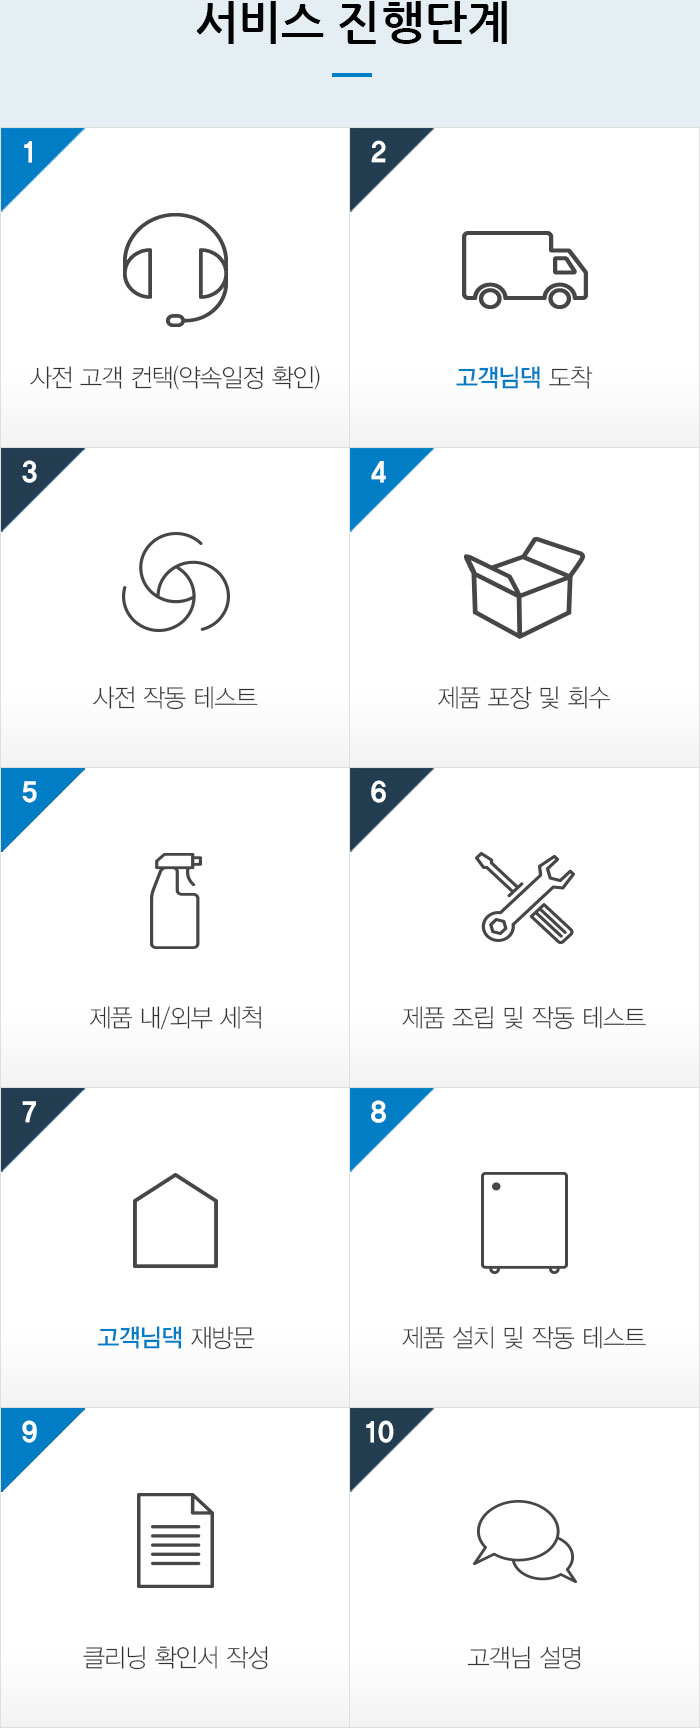 서비스 진행단계
1
사전 고객 컨택(약속일정 확인)
2
고객님댁 도착
3
사전 작동 테스트
4
제품 포장 및 회수
5
제품 내/외부 세척
6
제품 조립 및 작동 테스트
7
고객님댁 재방문
8
제품 설치 및 작동 테스트
9
클리닝 확인서 작성
10
고객님 설명